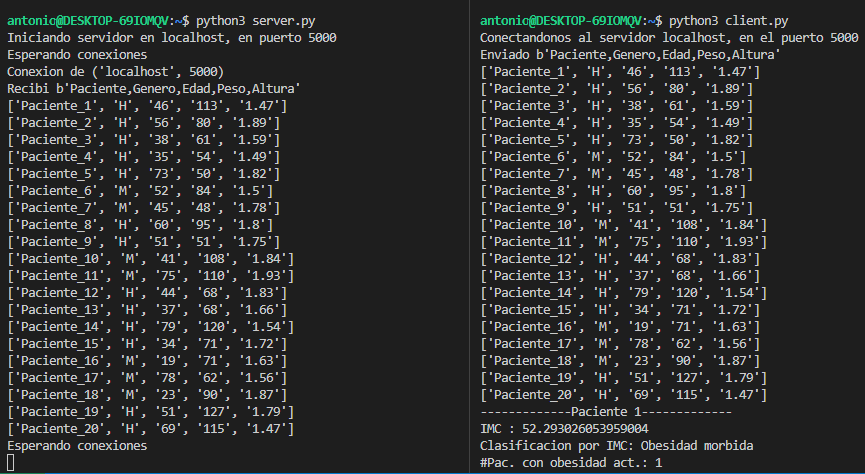 antonio@DESKTOP-69IOMQV:~$ python3 server.py
Iniciando servidor en localhost, en puerto 5000
Esperando conexiones
Conexion de ('localhost', 5000)
Recibi b'Paciente,Genero,Edad,Peso,Altura'
['Paciente_1', 'H', '46', '113', '1.47']
['Paciente_2', 'H', '56', '80', '1.89']
['Paciente_3', 'H', '38', '61', '1.59']
['Paciente_4', 'H', '35', '54', '1.49']
['Paciente_5', 'H', '73', '50', '1.82']
['Paciente_6', 'M', '52', '84', '1.5']
['Paciente_7', 'M', '45', '48', '1.78']
['Paciente_8', 'H', '60', '95', '1.8']
['Paciente_9', 'H', '51', '51', '1.75']
['Paciente_10', 'M', '41', '108', '1.84']
['Paciente_11', 'M', '75', '110', '1.93']
['Paciente_12', 'H', '44', '68', '1.83']
['Paciente_13', 'H', '37', '68', '1.66']
['Paciente_14', 'H', '79', '120', '1.54']
['Paciente_15', 'H', '34', '71', '1.72']
['Paciente_16', 'M', '19', '71', '1.63']
['Paciente_17', 'M', '78', '62', '1.56']
['Paciente_18', 'M', '23', '90', '1.87']
['Paciente_19', 'H', '51', '127', '1.79']
['Paciente_20', 'H', '69', '115', '1.47']
Esperando conexiones
antonio@DESKTOP-69IOMQV:~$ python3 client.py
Conectandonos al servidor localhost, en el puerto 5000
Enviado b'Paciente,Genero,Edad,Peso,Altura'
['Paciente_1', 'H', '46', '113', '1.47']
['Paciente_2', 'H', '56', '80', '1.89']
['Paciente_3', 'H', '38', '61', '1.59']
['Paciente_4', 'H', '35', '54', '1.49']
['Paciente_5', 'H', '73', '50', '1.82']
['Paciente_6', 'M', '52', '84', '1.5']
['Paciente_7', 'M', '45', '48', '1.78']
['Paciente_8', 'H', '60', '95', '1.8']
['Paciente_9', 'H', '51', '51', '1.75']
['Paciente_10', 'M', '41', '108', '1.84']
['Paciente_11', 'M', '75', '110', '1.93']
['Paciente_12', 'H', '44', '68', '1.83']
['Paciente_13', 'H', '37', '68', '1.66']
['Paciente_14', 'H', '79', '120', '1.54']
['Paciente_15', 'H', '34', '71', '1.72']
['Paciente_16', 'M', '19', '71', '1.63']
['Paciente_17', 'M', '78', '62', '1.56']
['Paciente_18', 'M', '23', '90', '1.87']
['Paciente_19', 'H', '51', '127', '1.79']
['Paciente_20', 'H', '69', '115', '1.47']
-------------Paciente 1-------------
IMC : 52.293026053959004
Clasificacion por IMC: Obesidad morbida
#Pac. con obesidad act.: 1